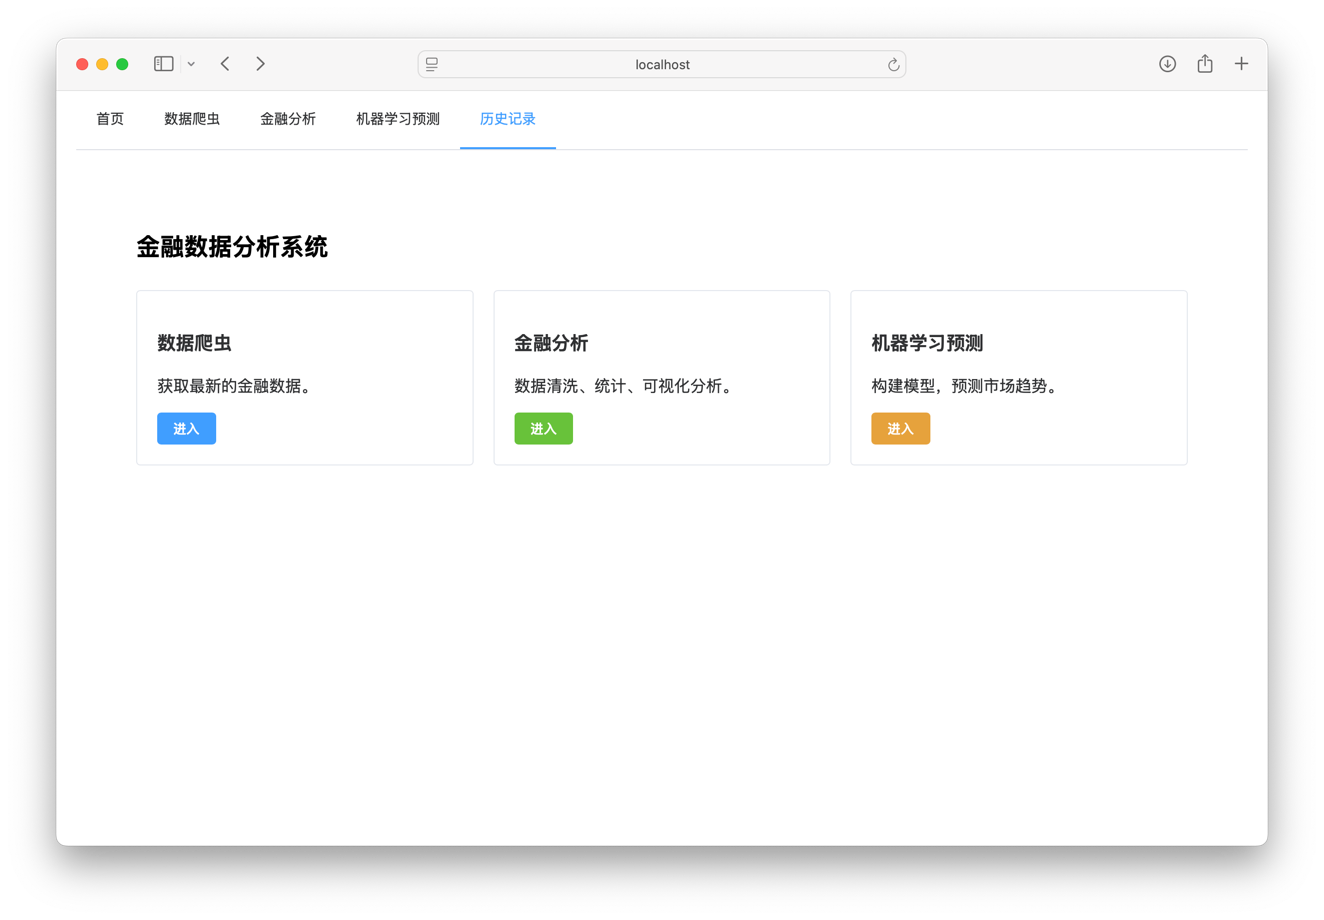 localhost
首页 数据爬虫 金融分析 机器学习预测 历史记录
金融数据分析系统
数据爬虫
获取最新的金融数据。
进入
金融分析
数据清洗、统计、可视化分析。
进入
机器学习预测
构建模型，预测市场趋势。
进入